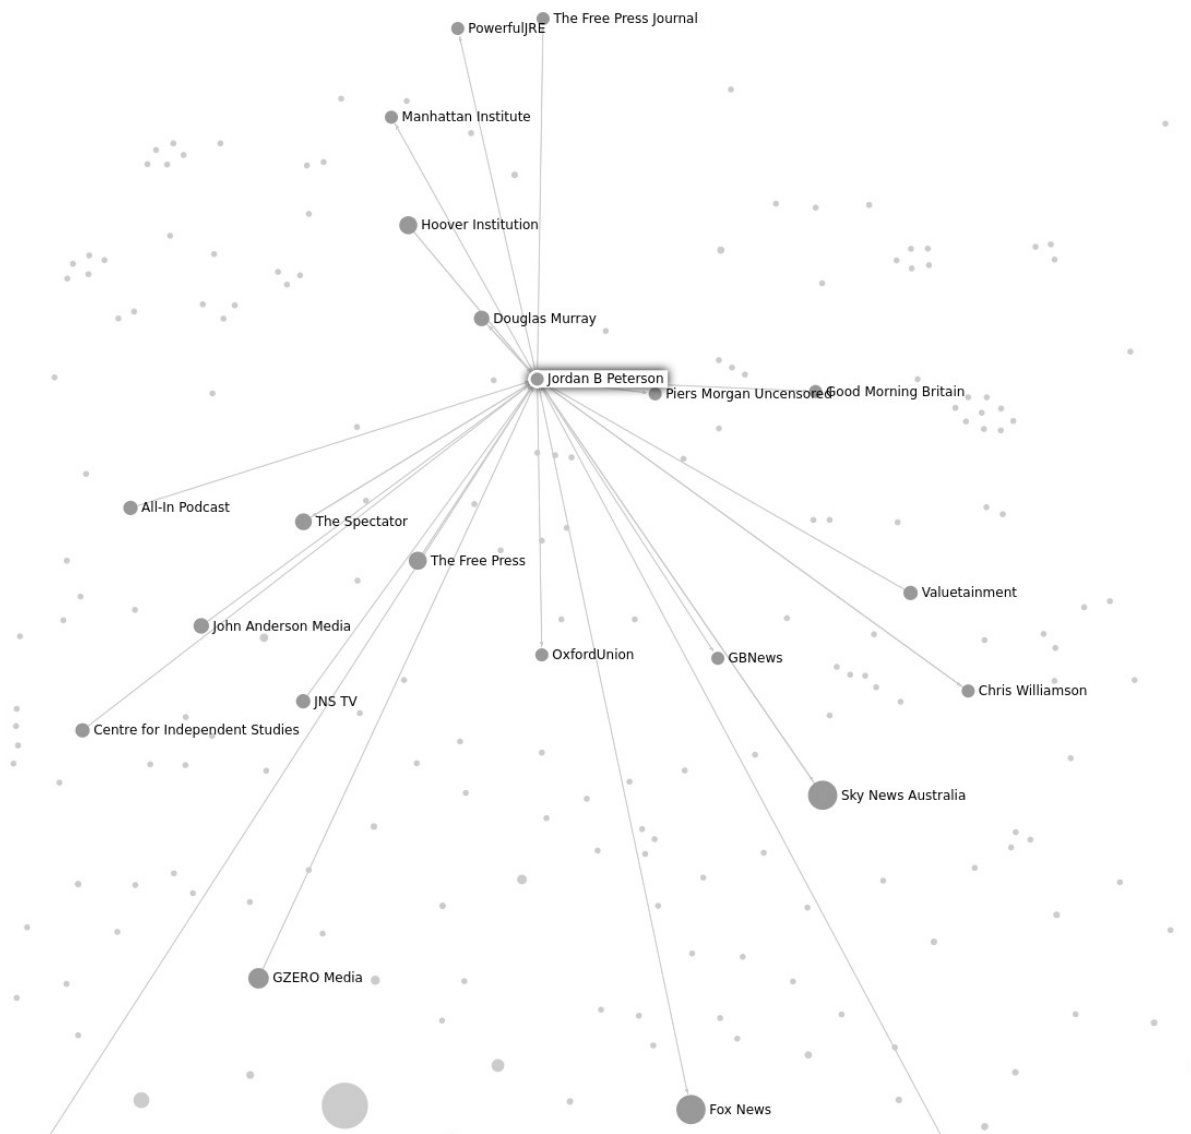 The Free Press Journal
PowerfulJRE
Manhattan Institute
Hoover Institution
Douglas Murray
Jordan B Peterson
Piers Morgan Uncensored
Good Morning Britain
All-In Podcast
The Spectator
The Free Press
Valuetainment
John Anderson Media
OxfordUnion
GBNews
Chris Williamson
JNS TV
Centre for Independent Studies
Sky News Australia
GZERO Media
Fox News